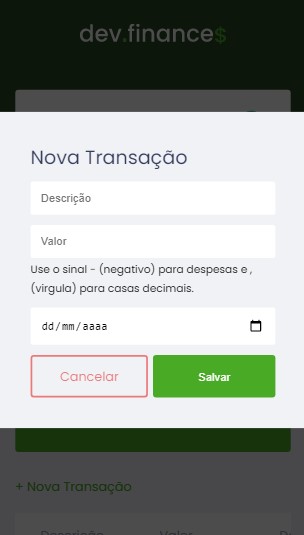 dev.finance$
Nova Transação
Descrição
Valor
Use o sinal - (negativo) para despesas e ,
(virgula) para casas decimais.
dd/mm/aaaa
Cancelar
Salvar
+ Nova Transação
Descrição
Valor